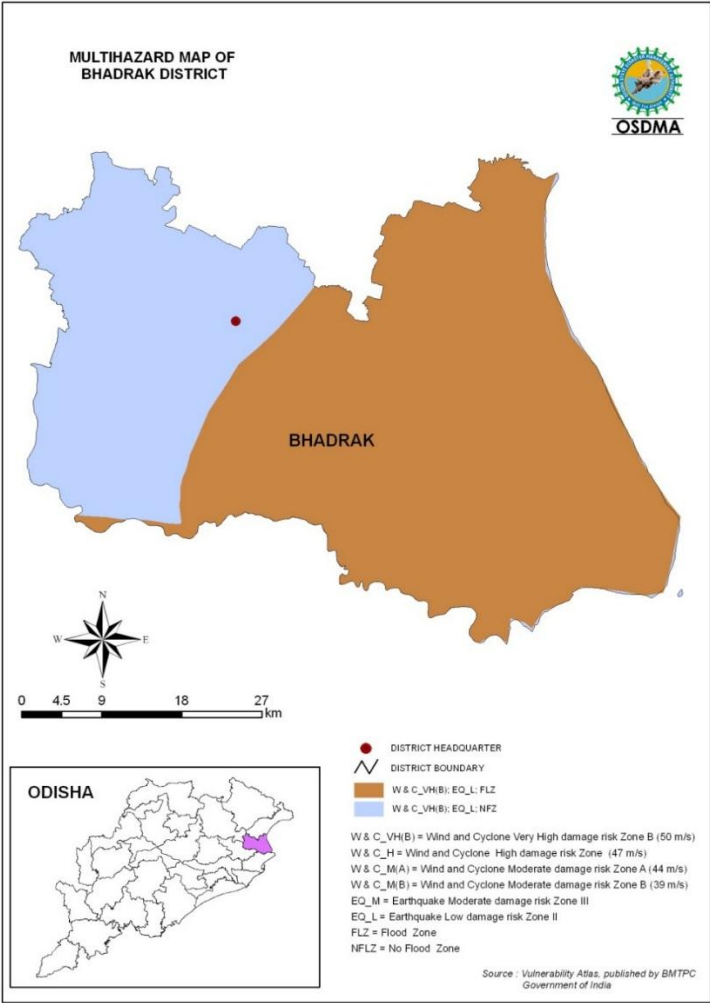 MULTIHAZARD MAP OF
BHADRAK DISTRICT
OSDMA
BHADRAK
N
W E
S
0 4.5 9 18 27
km
ODISHA
DISTRICT HEADQUARTER
DISTRICT BOUNDARY
W & C_VH(B); EQ_L; FLZ
W & C_VH(B); EQ_L; NFZ
W & C_VH(B) = Wind and Cyclone Very High damage risk Zone B (50 m/s)
W & C_H = Wind and Cyclone High damage risk Zone (47 m/s)
W & C_M(A) = Wind and Cyclone Moderate damage risk Zone A (44 m/s)
W & C_M(B) = Wind and Cyclone Moderate damage risk Zone B (39 m/s)
EQ_M = Earthquake Moderate damage risk Zone III
EQ_L = Earthquake Low damage risk Zone II
FLZ = Flood Zone
NFLZ = No Flood Zone
Source : Vulnerability Atlas, published by BMTPC
Government of India